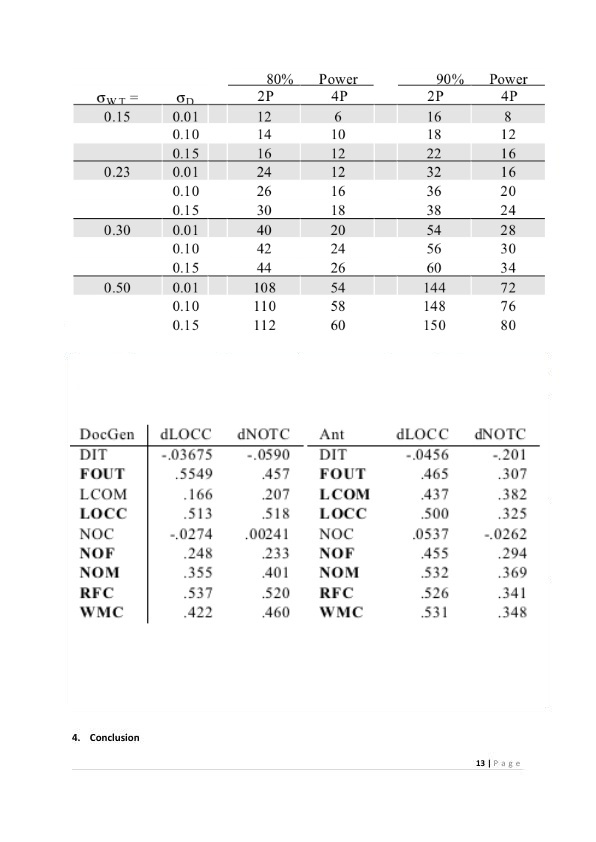 80% Power 90% Power
σWT = σD 2P 4P 2P 4P
0.15 0.01 12 6 16 8
0.10 14 10 18 12
0.15 16 12 22 16
0.23 0.01 24 12 32 16
0.10 26 16 36 20
0.15 30 18 38 24
0.30 0.01 40 20 54 28
0.10 42 24 56 30
0.15 44 26 60 34
0.50 0.01 108 54 144 72
0.10 110 58 148 76
0.15 112 60 150 80
DocGen dLOCC dNOTC Ant dLOCC dNOTC
DIT -.03675 -.0590 DIT -.0456 -.201
FOUT .5549 .457 FOUT .465 .307
LCOM .166 .207 LCOM .437 .382
LOCC .513 .518 LOCC .500 .325
NOC -.0274 .00241 NOC .0537 -.0262
NOF .248 .233 NOF .455 .294
NOM .355 .401 NOM .532 .369
RFC .537 .520 RFC .526 .341
WMC .422 .460 WMC .531 .348
4. Conclusion
13 | Page